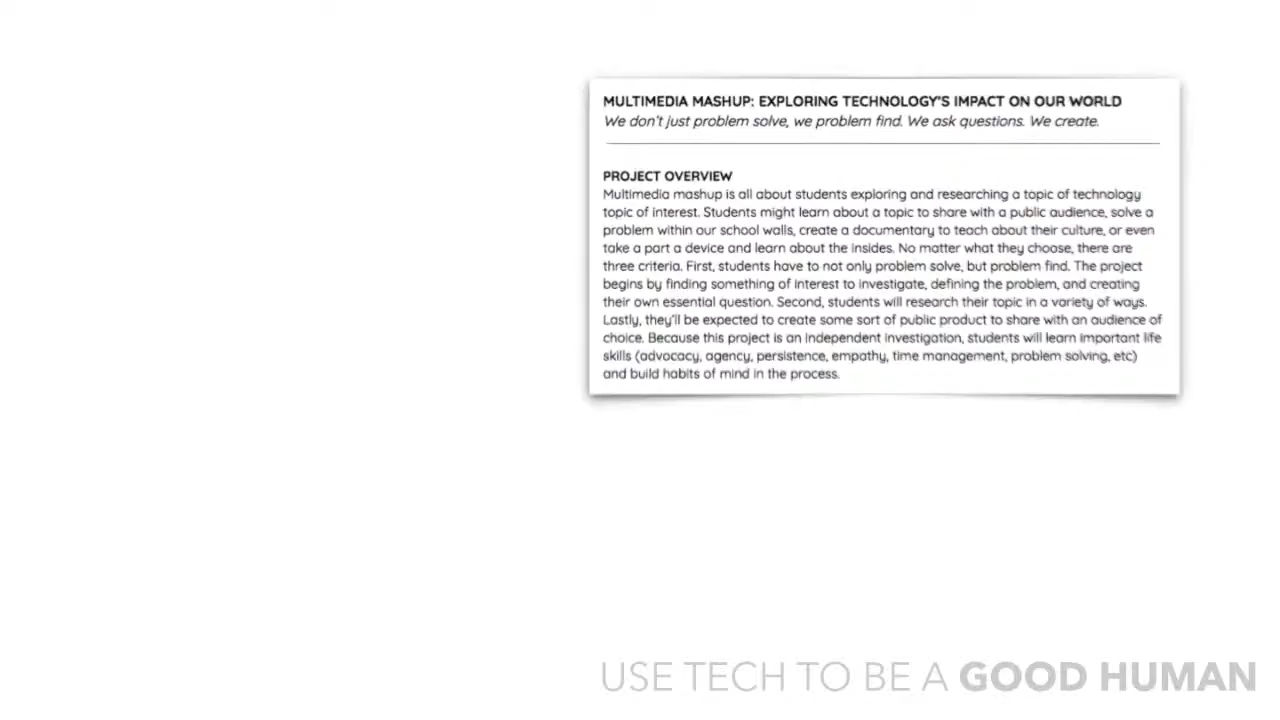 MULTIMEDIA MASHUP: EXPLORING TECHNOLOGY'S IMPACT ON OUR WORLD
We don't just problem solve, we problem find. We ask questions. We create.
PROJECT OVERVIEW
Multimedia mashup is all about students exploring and researching a topic of technology
topic of interest. Students might learn about a topic to share with a public audience, solve a
problem within our school walls, create a documentary to teach about their culture, or even
take a part a device and learn about the insides. No matter what they choose, there are
three criteria. First, students have to not only problem solve, but problem find. The project
begins by finding something of interest to investigate, defining the problem, and creating
their own essential question. Second, students will research their topic in a variety of ways.
Lastly, they'll be expected to create some sort of public product to share with an audience of
choice. Because this project is an independent investigation, students will learn important life
skills (advocacy, agency, persistence, empathy, time management, problem solving, etc)
and build habits of mind in the process.
USE TECH TO BE A GOOD HUMAN